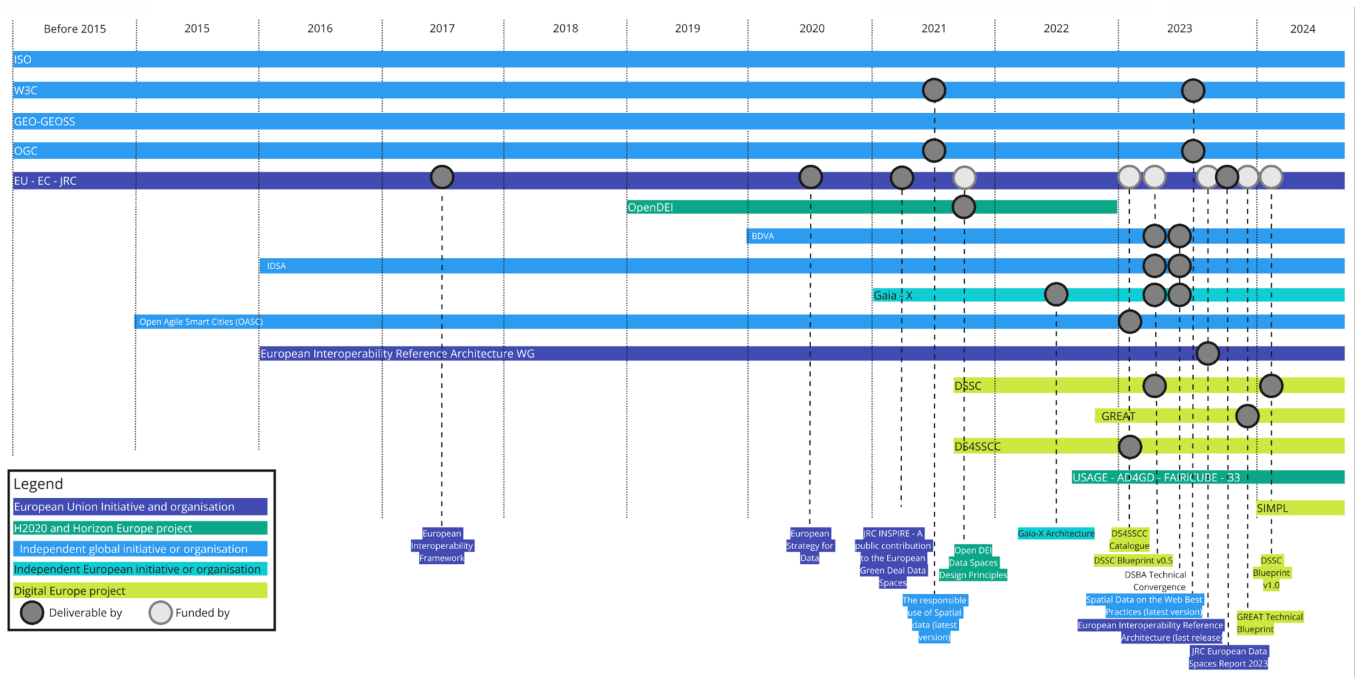 Before 2015 2015 2016 2017 2018 2019 2020 2021 2022 2023 2024
ISO
W3C
GEO-GEOSS
OGC
EU - EC - JRC
OpenDEI
BDVA
IDSA
Gaia - X
Open Agile Smart Cities (OASC)
European Interoperability Reference Architecture WG
DSSC
GREAT
DS4SSCC
USAGE - AD4GD - FAIRiCUBE - B3
SIMPL
Legend
European Union Initiative and organisation
H2020 and Horizon Europe project
Independent global initiative or organisation
Independent European initiative or organisation
Digital Europe project
Deliverable by
Funded by
European
Interoperability
Framework
European
Strategy for
Data
JRC INSPIRE - A
public contribution
to the European
Green Deal Data
Spaces
The responsible
use of Spatial
data (latest
version)
Open DEI
Data Spaces
Design Principles
Gaia-X Architecture
DS4SSCC
Catalogue
DSSC Blueprint v0.5
DSBA Technical
Convergence
Spatial Data on the Web Best
Practices (latest version)
European Interoperability Reference
Architecture (last release)
JRC European Data
Spaces Report 2023
GREAT Technical
Blueprint
DSSC
Blueprint
v1.0